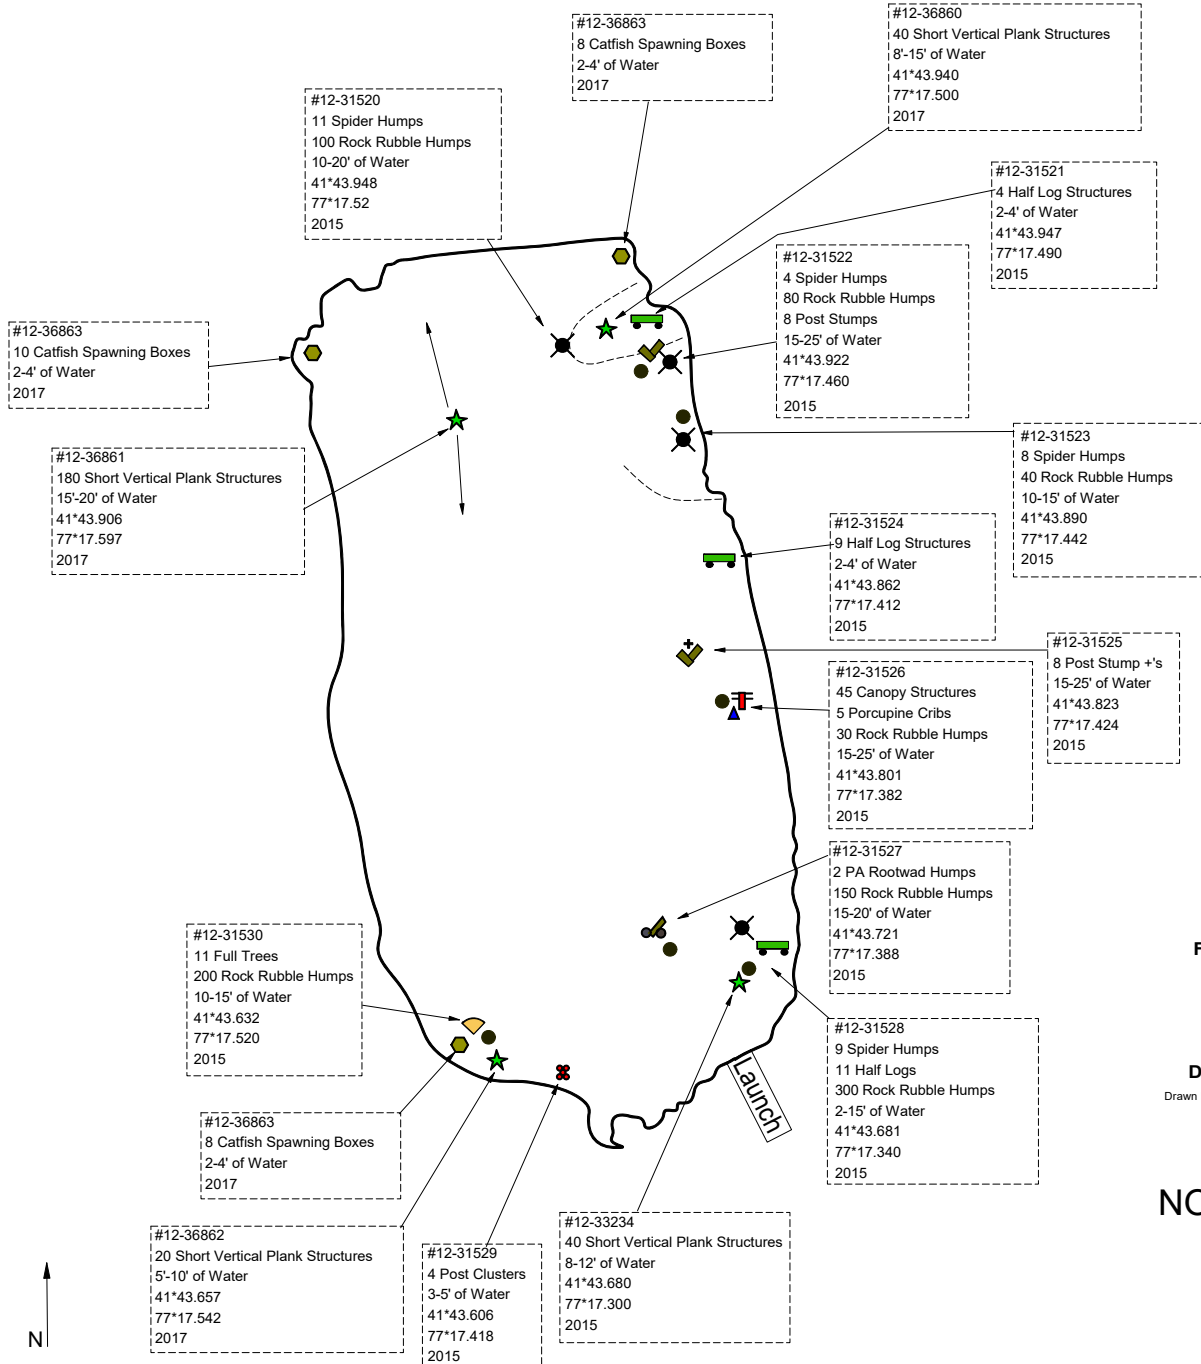 #12-36863
8 Catfish Spawning Boxes
2-4' of Water
2017
#12-36860
40 Short Vertical Plank Structures
8'-15' of Water
41*43.940
77*17.500
2017
#12-31520
11 Spider Humps
100 Rock Rubble Humps
10-20' of Water
41*43.948
77*17.52
2015
#12-31521
4 Half Log Structures
2-4' of Water
41*43.947
77*17.490
2015
#12-31522
4 Spider Humps
80 Rock Rubble Humps
8 Post Stumps
15-25' of Water
41*43.922
77*17.460
2015
#12-36863
10 Catfish Spawning Boxes
2-4' of Water
2017
#12-31523
8 Spider Humps
40 Rock Rubble Humps
10-15' of Water
41*43.890
77*17.442
2015
#12-36861
180 Short Vertical Plank Structures
15'-20' of Water
41*43.906
77*17.597
2017
#12-31524
9 Half Log Structures
2-4' of Water
41*43.862
77*17.412
2015
#12-31525
8 Post Stump +'s
15-25' of Water
41*43.823
77*17.424
2015
#12-31526
45 Canopy Structures
5 Porcupine Cribs
30 Rock Rubble Humps
15-25' of Water
41*43.801
77*17.382
2015
#12-31527
2 PA Rootwad Humps
150 Rock Rubble Humps
15-20' of Water
41*43.721
77*17.388
2015
#12-31530
11 Full Trees
200 Rock Rubble Humps
10-15' of Water
41*43.632
77*17.520
2015
#12-31528
9 Spider Humps
11 Half Logs
300 Rock Rubble Humps
2-15' of Water
41*43.681
77*17.340
2015
Launch
F
D
Drawn
NO
#12-36863
8 Catfish Spawning Boxes
2-4' of Water
2017
#12-36862
20 Short Vertical Plank Structures
5'-10' of Water
41*43.657
77*17.542
2017
#12-31529
4 Post Clusters
3-5' of Water
41*43.606
77*17.418
2015
#12-33234
40 Short Vertical Plank Structures
8-12' of Water
41*43.680
77*17.300
2015
N